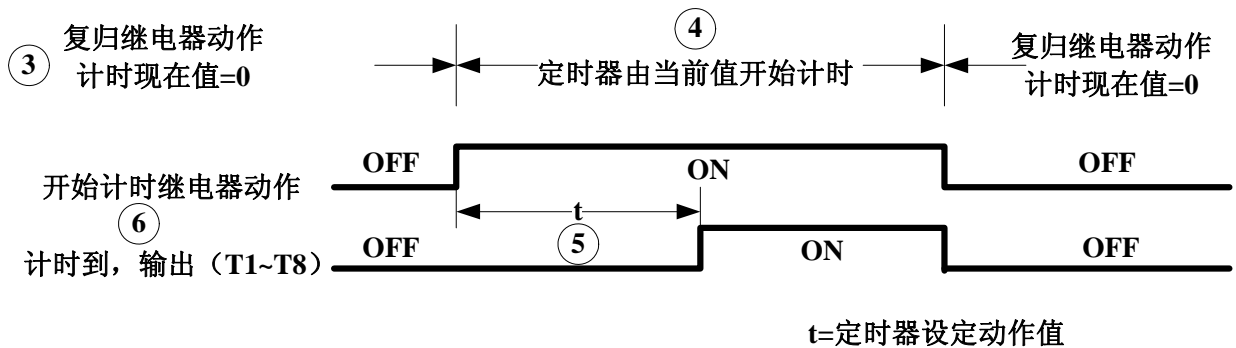 ③ 复归继电器动作
计时现在值=0
④
定时器由当前值开始计时
复归继电器动作
计时现在值=0
OFF
ON
OFF
开始计时继电器动作
t
⑥
⑤
OFF
ON
OFF
计时到，输出（T1~T8）
t=定时器设定动作值